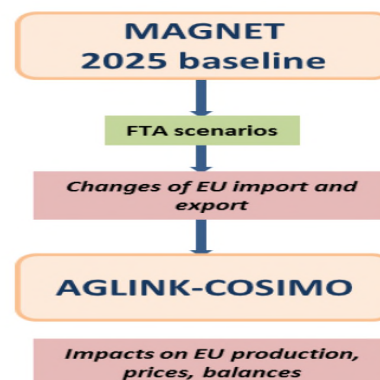 MAGNET
2025 baseline
FTA scenarios
Changes of EU import and
export
AGLINK-COSIMO
Impacts on EU production,
prices, balances